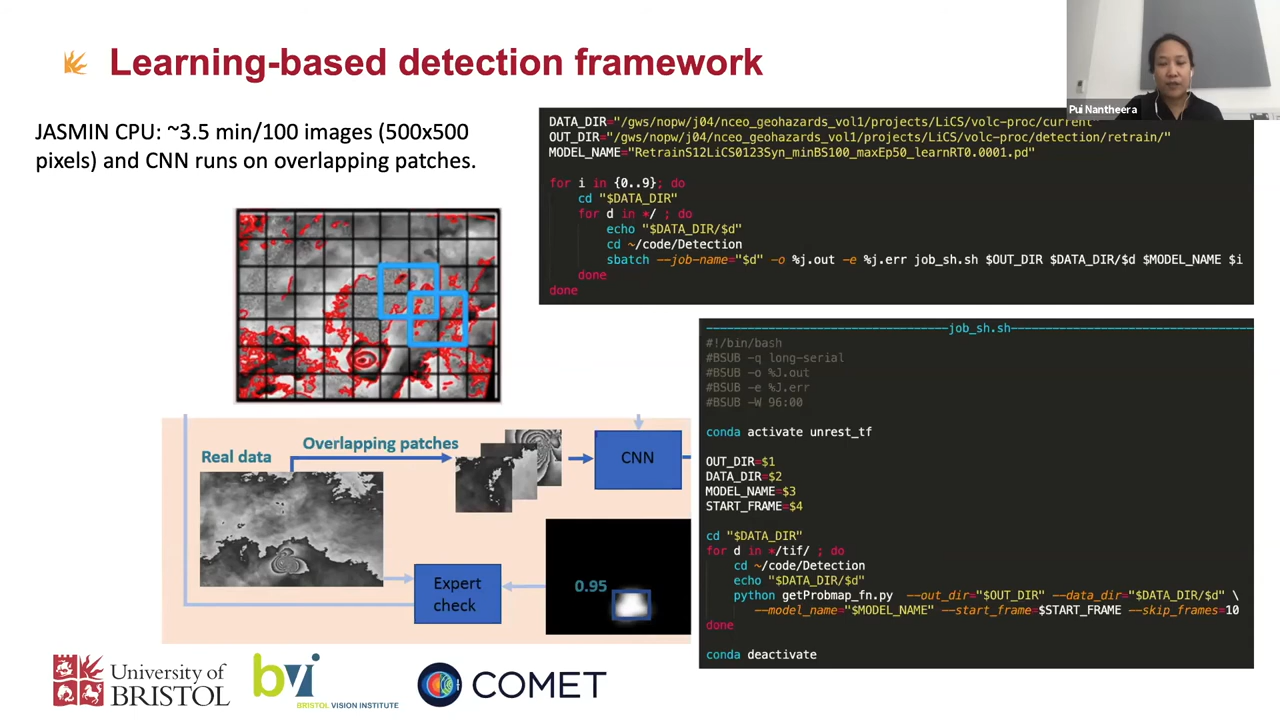 Learning-based detection framework
Pui Nantheera
JASMIN CPU: ~3.5 min/100 images (500x500
pixels) and CNN runs on overlapping patches.
DATA_DIR="/gws/nopw/j04/nceo_geohazards_vol1/projects/LiCS/volc-proc/current
OUT_DIR="/gws/nopw/j04/nceo_geohazards_vol1/projects/LiCS/volc-proc/detection/retrain/"
MODEL_NAME="RetrainS12LiCS0123Syn_minBS100_maxEp50_learnRT0.0001.pd"
for i in {0..9}; do
cd "$DATA_DIR"
for d in */ ; do
echo "$DATA_DIR/$d"
cd ~/code/Detection
sbatch --job-name="$d" -o %j.out -e %j.err job_sh.sh $OUT_DIR $DATA_DIR/$d $MODEL_NAME $i
done
done
job_sh.sh
#!/bin/bash
#BSUB -q long-serial
#BSUB -o %J.out
#BSUB -e %J.err
#BSUB -W 96:00
conda activate unrest_tf
OUT_DIR=$1
DATA_DIR=$2
MODEL_NAME=$3
START_FRAME=$4
cd "$DATA_DIR"
for d in */tif/ ; do
cd ~/code/Detection
echo "$DATA_DIR/$d"
python getProbmap_fn.py --out_dir="$OUT_DIR" --data_dir="$DATA_DIR/$d" \
--model_name="$MODEL_NAME" --start_frame=$START_FRAME --skip_frames=10
done
conda deactivate
Real data
Overlapping patches
CNN
Expert
check
0.95
University of
BRISTOL
bvi
BRISTOL VISION INSTITUTE
COMET